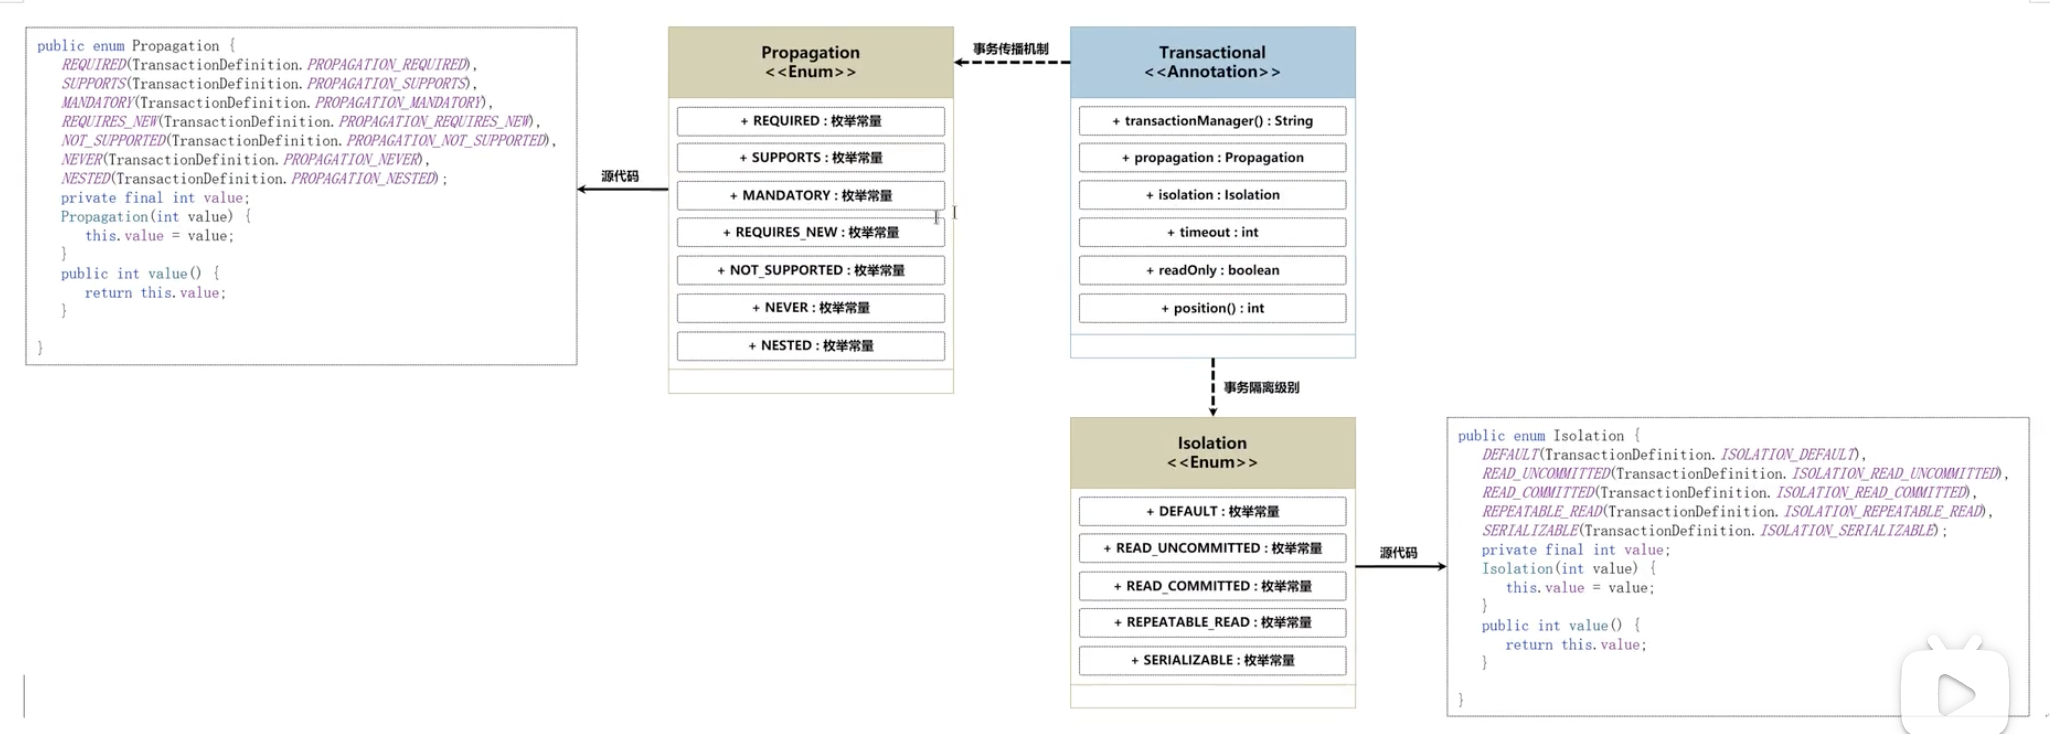 public enum Propagation {
REQUIRED(TransactionDefinition. PROPAGATION_REQUIRED),
SUPPORTS(TransactionDefinition. PROPAGATION_SUPPORTS),
MANDATORY(TransactionDefinition. PROPAGATION_MANDATORY),
REQUIRES_NEW(TransactionDefinition. PROPAGATION_REQUIRES_NEW),
NOT_SUPPORTED(TransactionDefinition. PROPAGATION_NOT_SUPPORTED),
NEVER(TransactionDefinition. PROPAGATION_NEVER),
NESTED(TransactionDefinition. PROPAGATION_NESTED);
private final int value;
Propagation(int value) {
this.value = value;
}
public int value() {
return this.value;
}
}
源代码
Propagation
<<Enum>>
+ REQUIRED : 枚举常量
+ SUPPORTS : 枚举常量
+ MANDATORY : 枚举常量
+ REQUIRES_NEW : 枚举常量
+ NOT_SUPPORTED : 枚举常量
+ NEVER : 枚举常量
+ NESTED : 枚举常量
事务传播机制
Transactional
<<Annotation>>
+ transactionManager() : String
+ propagation : Propagation
+ isolation : Isolation
+ timeout : int
+ readOnly : boolean
+ position() : int
事务隔离级别
Isolation
<<Enum>>
+ DEFAULT : 枚举常量
+ READ_UNCOMMITTED : 枚举常量
+ READ_COMMITTED : 枚举常量
+ REPEATABLE_READ : 枚举常量
+ SERIALIZABLE : 枚举常量
源代码
public enum Isolation {
DEFAULT(TransactionDefinition. ISOLATION_DEFAULT),
READ_UNCOMMITTED(TransactionDefinition. ISOLATION_READ_UNCOMMITTED),
READ_COMMITTED(TransactionDefinition. ISOLATION_READ_COMMITTED),
REPEATABLE_READ(TransactionDefinition. ISOLATION_REPEATABLE_READ),
SERIALIZABLE(TransactionDefinition. ISOLATION_SERIALIZABLE);
private final int value;
Isolation(int value) {
this.value = value;
}
public int value() {
return this.value;
}
}